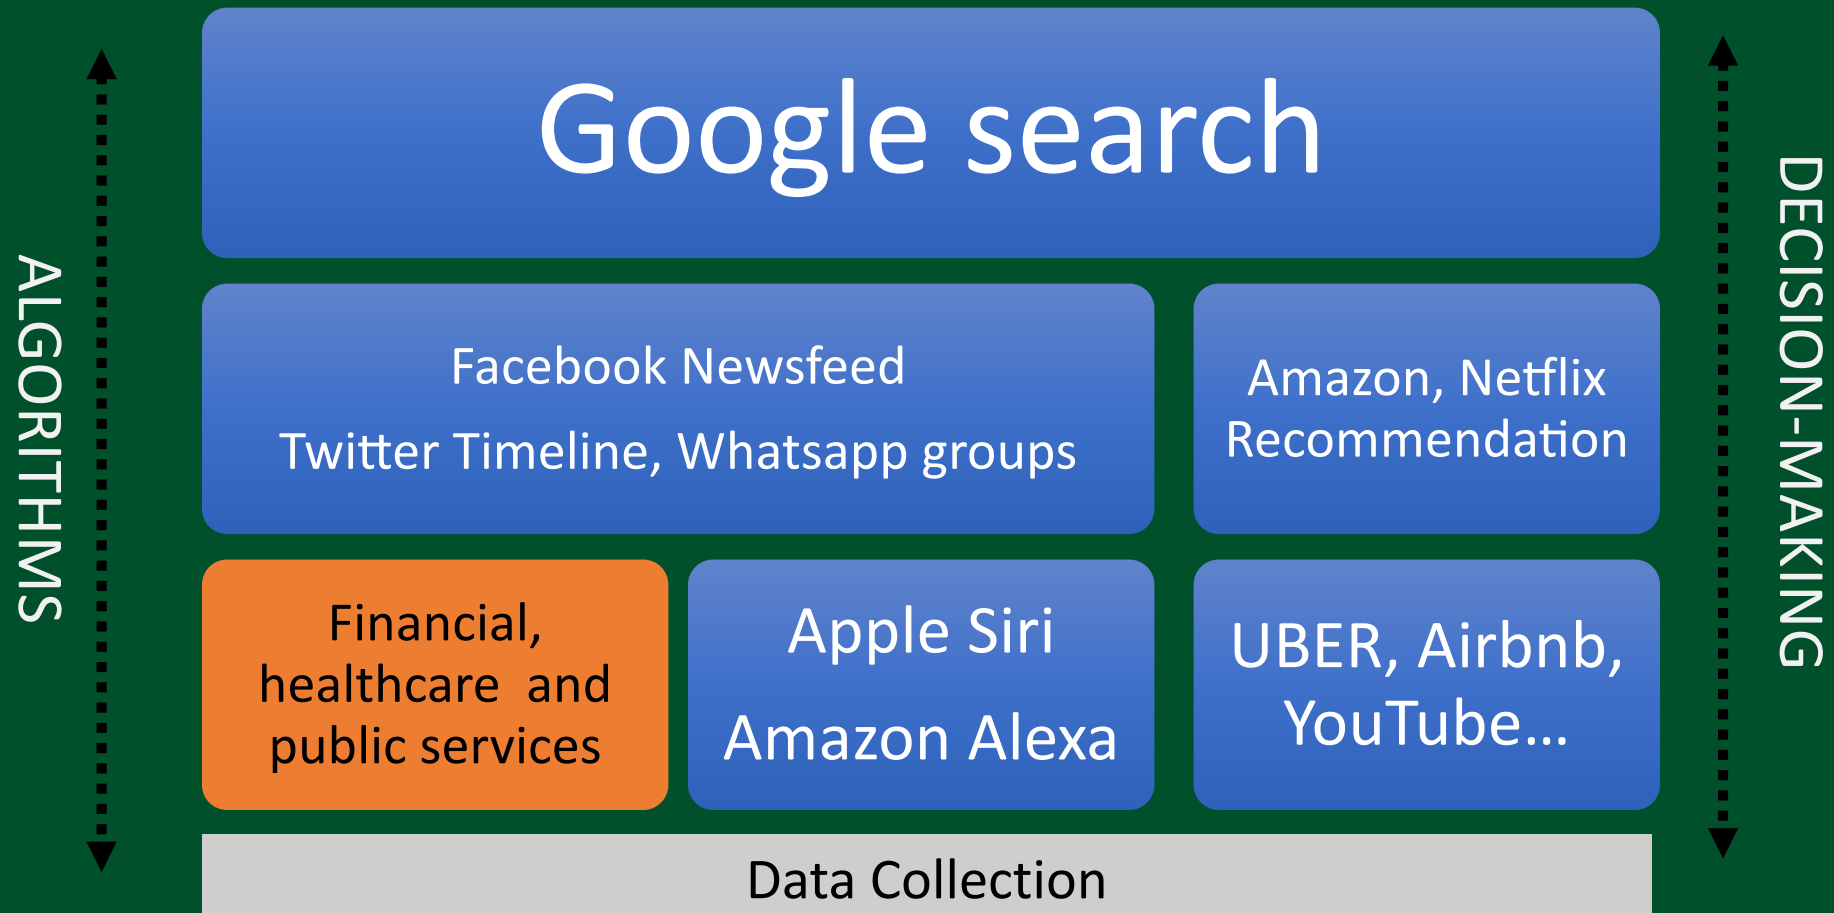 Google search
ALGORITHMS
DECISION-MAKING
Facebook Newsfeed
Twitter Timeline, Whatsapp groups
Amazon, Netflix
Recommendation
Financial,
healthcare and
public services
Apple Siri
Amazon Alexa
UBER, Airbnb,
YouTube...
Data Collection